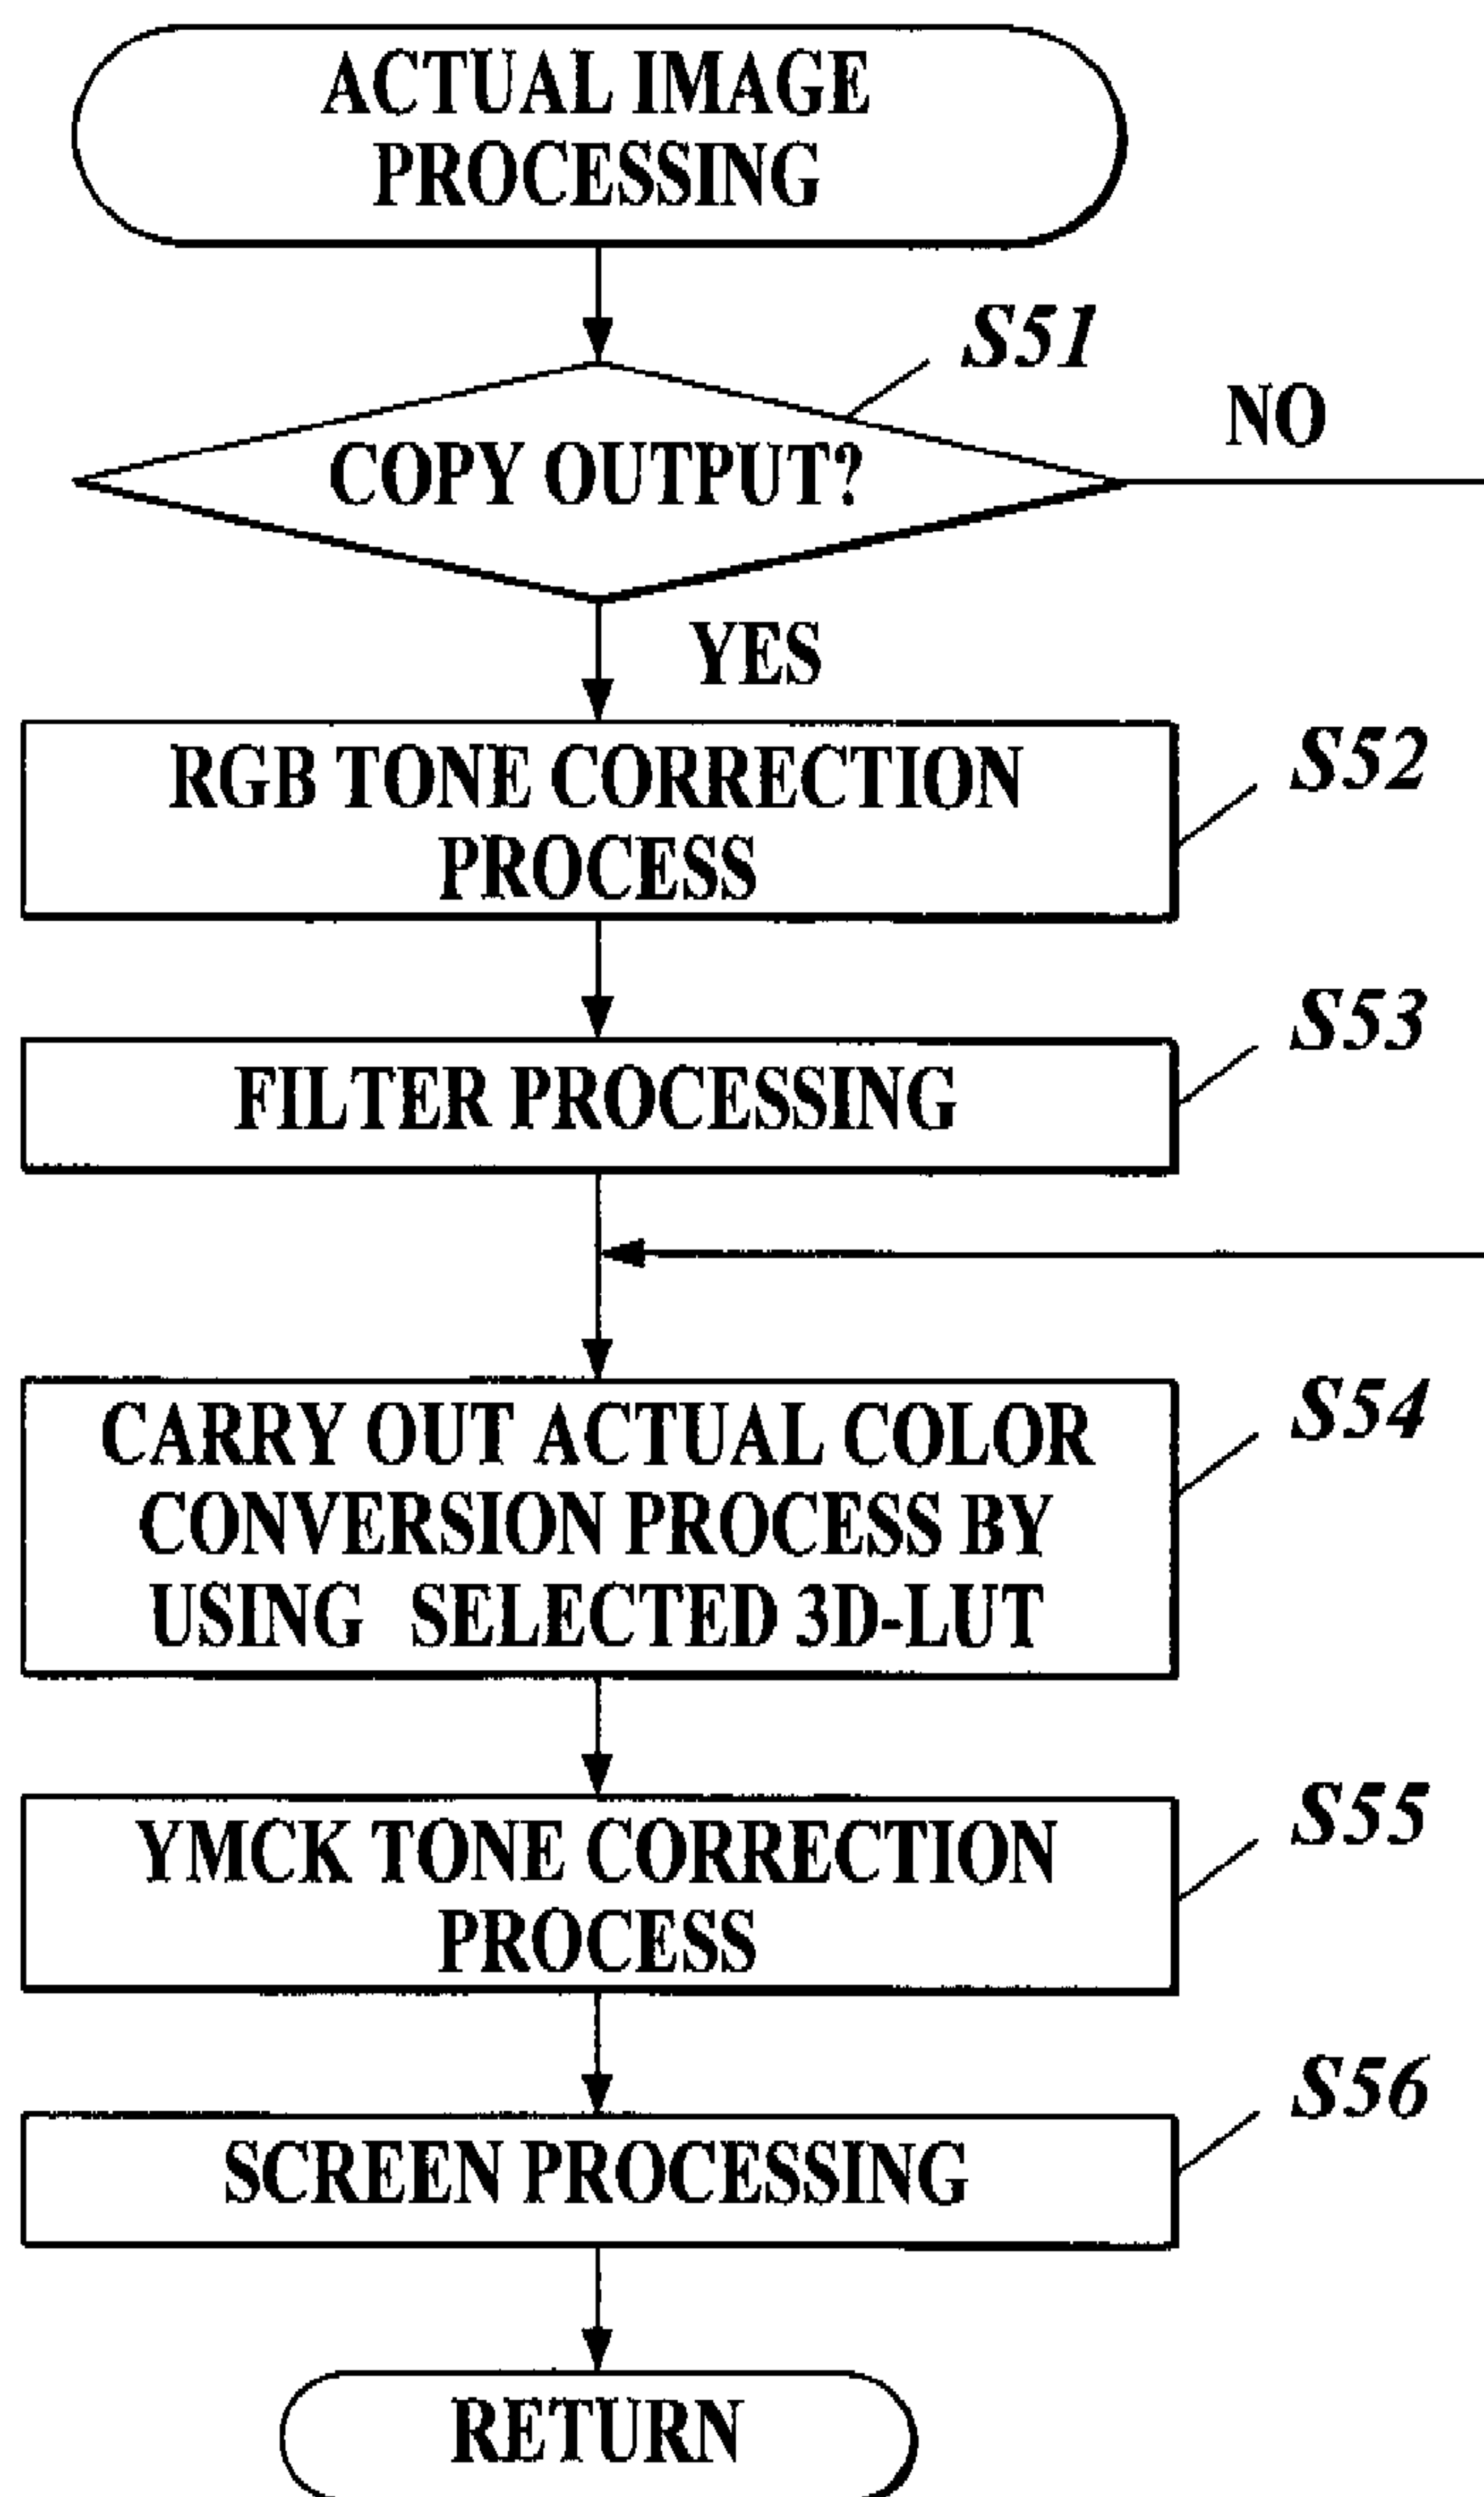 ACTUAL IMAGE
PROCESSING
S51
NO
COPY OUTPUT?
YES
S52
RGB TONE CORRECTION
PROCESS
S53
FILTER PROCESSING
S54
CARRY OUT ACTUAL COLOR
CONVERSION PROCESS BY
USING SELECTED 3D-LUT
S55
YMCK TONE CORRECTION
PROCESS
S56
SCREEN PROCESSING
RETURN